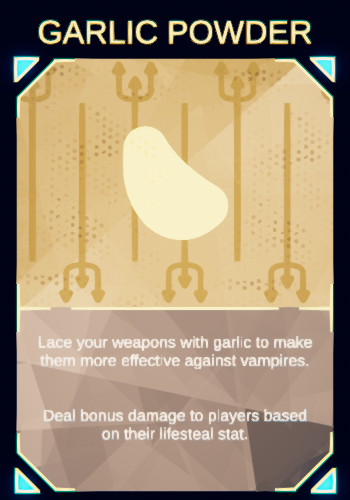 GARLIC POWDER
Lace your weapons with garlic to make
them more effective against vampires.
Deal bonus damage to players based
on their lifesteal stat.